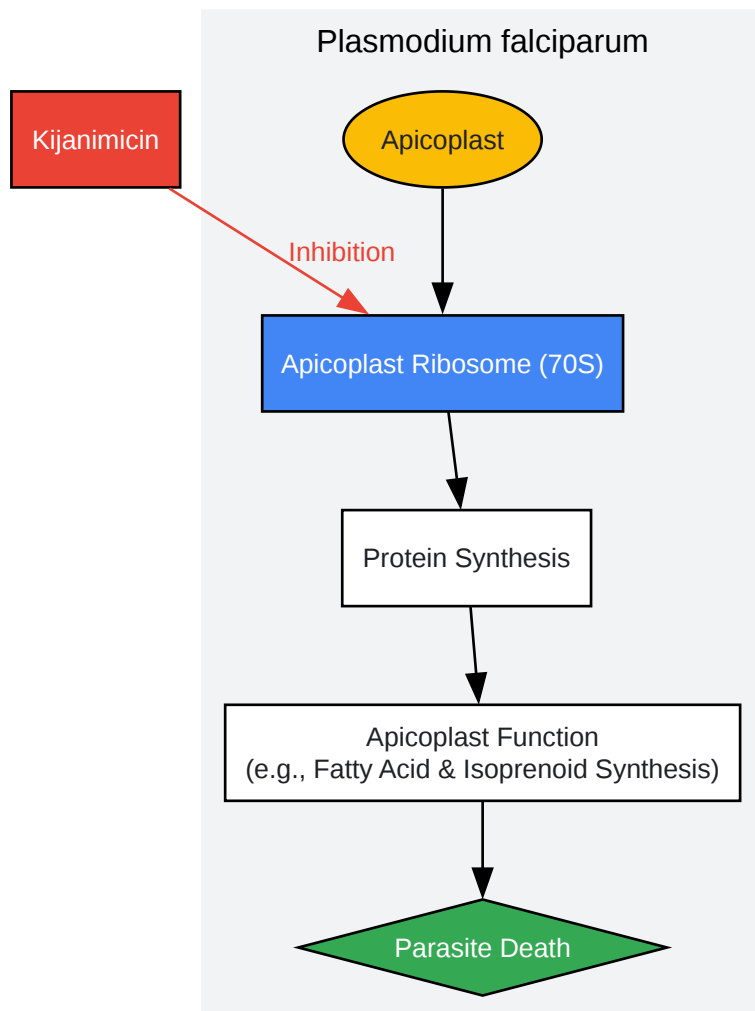 Plasmodium falciparum
Kijanimicin
Apicoplast
Inhibition
Apicoplast Ribosome (70S)
Protein Synthesis
Apicoplast Function
(e.g., Fatty Acid & Isoprenoid Synthesis)
Parasite Death